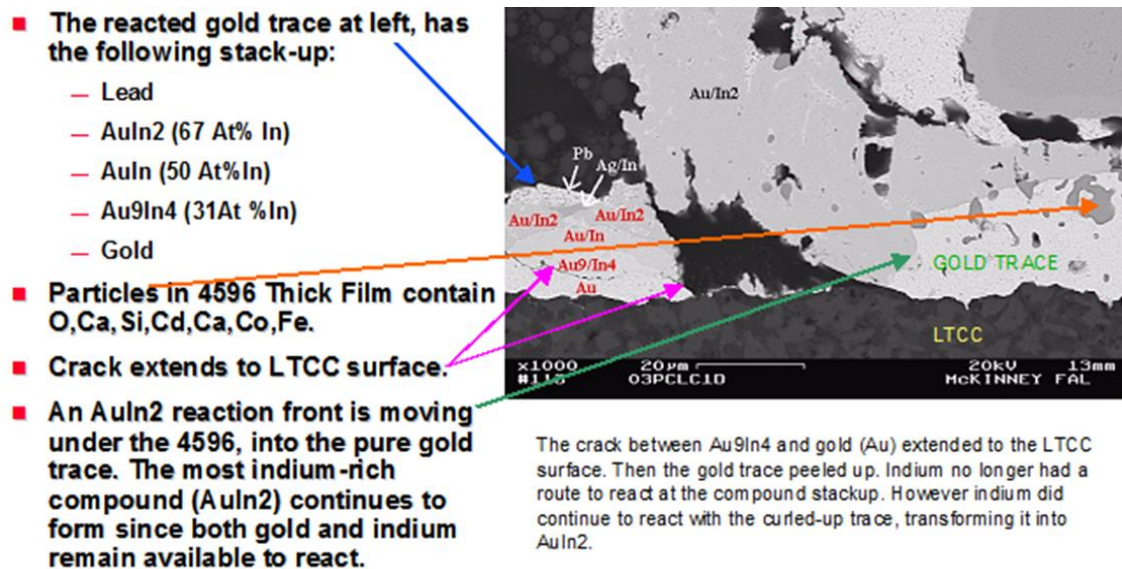 The reacted gold trace at left, has
the following stack-up:
— Lead
— AuIn2 (67 At% In)
— AuIn (50 At%In)
— Au9In4 (31At %In)
— Gold
Particles in 4596 Thick Film contain
O,Ca,Si,Cd,Ca,Co,Fe.
Crack extends to LTCC surface.
An AuIn2 reaction front is moving
under the 4596, into the pure gold
trace. The most indium-rich
compound (AuIn2) continues to
form since both gold and indium
remain available to react.
Au/In2
Pb
Ag/In
Au/In2
Au/In2
Au/In
Au9/In4
Au
GOLD TRACE
LTCC
x1000 20µm 20kV 13mm
#113 03PCLC1D McKINNEY FAL
The crack between Au9In4 and gold (Au) extended to the LTCC
surface. Then the gold trace peeled up. Indium no longer had a
route to react at the compound stackup. However indium did
continue to react with the curled-up trace, transforming it into
AuIn2.